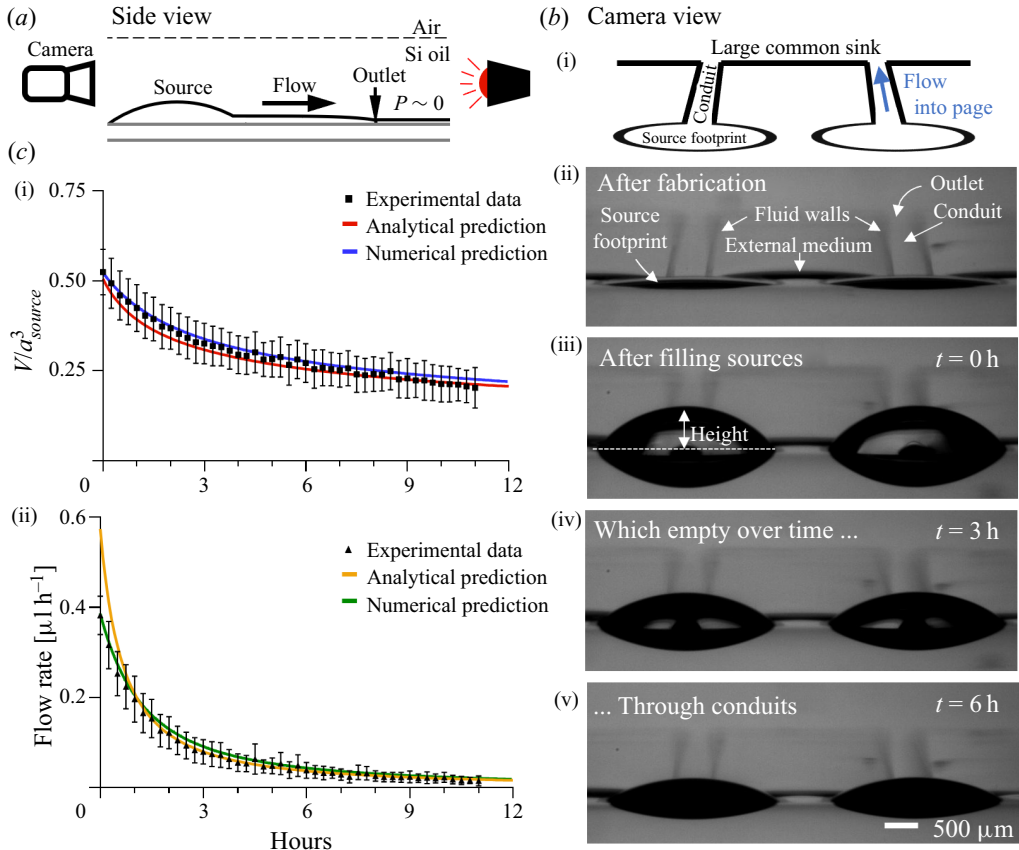 (a)
Side view
Camera
Air
Si oil
Source
Flow
Outlet
P ~ 0
(b)
Camera view
(i)
Large common sink
Conduit
Flow
into page
Source footprint
(c)
(i)
0.75
0.50
0.25
0
3
6
9
12
V/a³source
Experimental data
Analytical prediction
Numerical prediction
(ii)
0.6
0.4
0.2
0
3
6
9
12
Flow rate [μl h⁻¹]
Hours
Experimental data
Analytical prediction
Numerical prediction
(ii)
After fabrication
Outlet
Source
footprint
Fluid walls
Conduit
External medium
(iii)
After filling sources
t = 0 h
Height
(iv)
Which empty over time ...
t = 3 h
(v)
... Through conduits
t = 6 h
500 μm